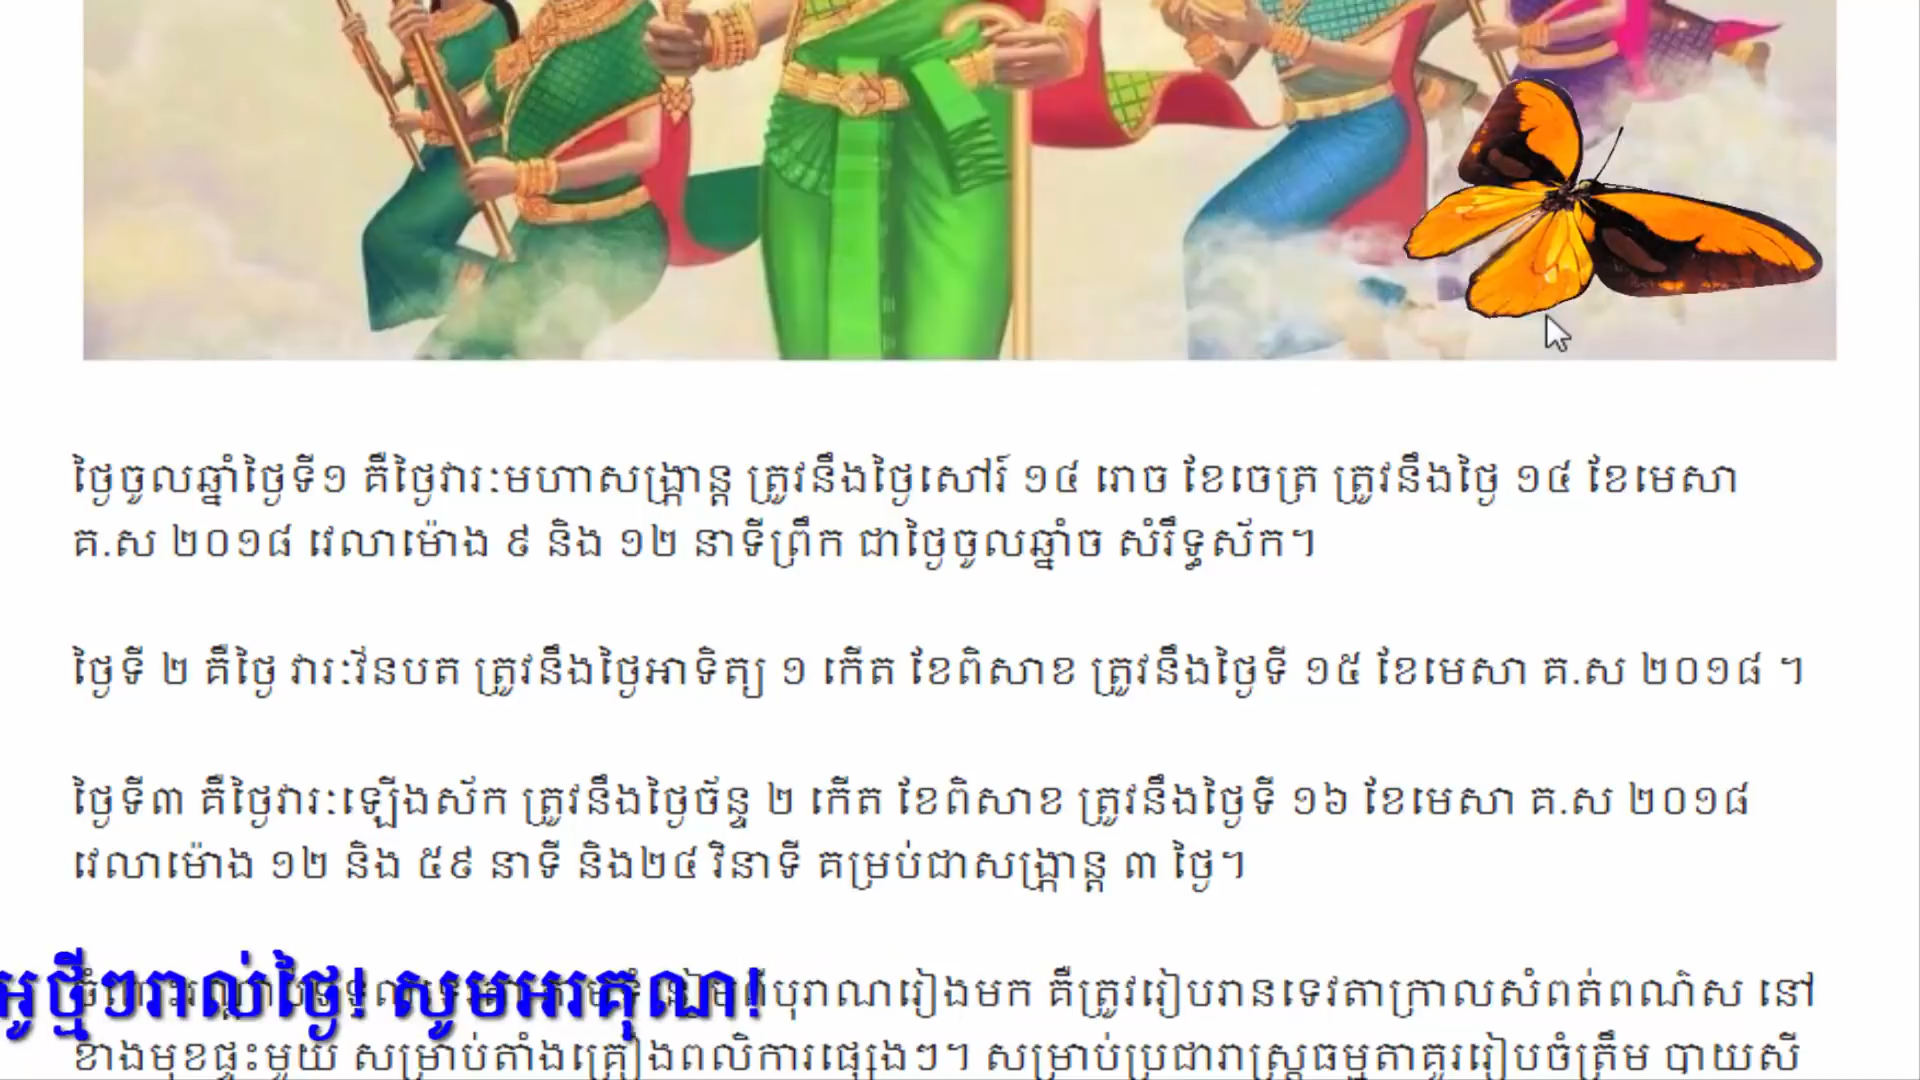 ថ្ងៃចូលឆ្នាំថ្ងៃទី១ គឺថ្ងៃវារៈមហាសង្ក្រាន្ត ត្រូវនឹងថ្ងៃសៅរ៍ ១៤ រោច ខែចេត្រ ត្រូវនឹងថ្ងៃ ១៤ ខែមេសា
គ.ស ២០១៨ វេលាម៉ោង ៩ និង ១២ នាទីព្រឹក ជាថ្ងៃចូលឆ្នាំច សំរឹទ្ធស័ក។
ថ្ងៃទី ២ គឺថ្ងៃ វារៈវ័នបត ត្រូវនឹងថ្ងៃអាទិត្យ ១ កើត ខែពិសាខ ត្រូវនឹងថ្ងៃទី ១៥ ខែមេសា គ.ស ២០១៨ ។
ថ្ងៃទី៣ គឺថ្ងៃវារៈឡើងស័ក ត្រូវនឹងថ្ងៃច័ន្ទ ២ កើត ខែពិសាខ ត្រូវនឹងថ្ងៃទី ១៦ ខែមេសា គ.ស ២០១៨
វេលាម៉ោង ១២ និង ៥៩ នាទី និង២៤ វិនាទី គម្រប់ជាសង្ក្រាន្ត ៣ ថ្ងៃ។
ថ្មីៗរាល់ថ្ងៃ! សូមអរគុណ!
បុរាណរៀងមក គឺត្រូវរៀបរានទេវតាក្រាលសំពត់ពណ៌ស នៅ
ខាងមុខផ្ទះមួយ សម្រាប់តាំងគ្រឿងពលិការផ្សេងៗ។ សម្រាប់ប្រជារាស្ត្រធម្មតាគួររៀបចំត្រឹម បាយសី